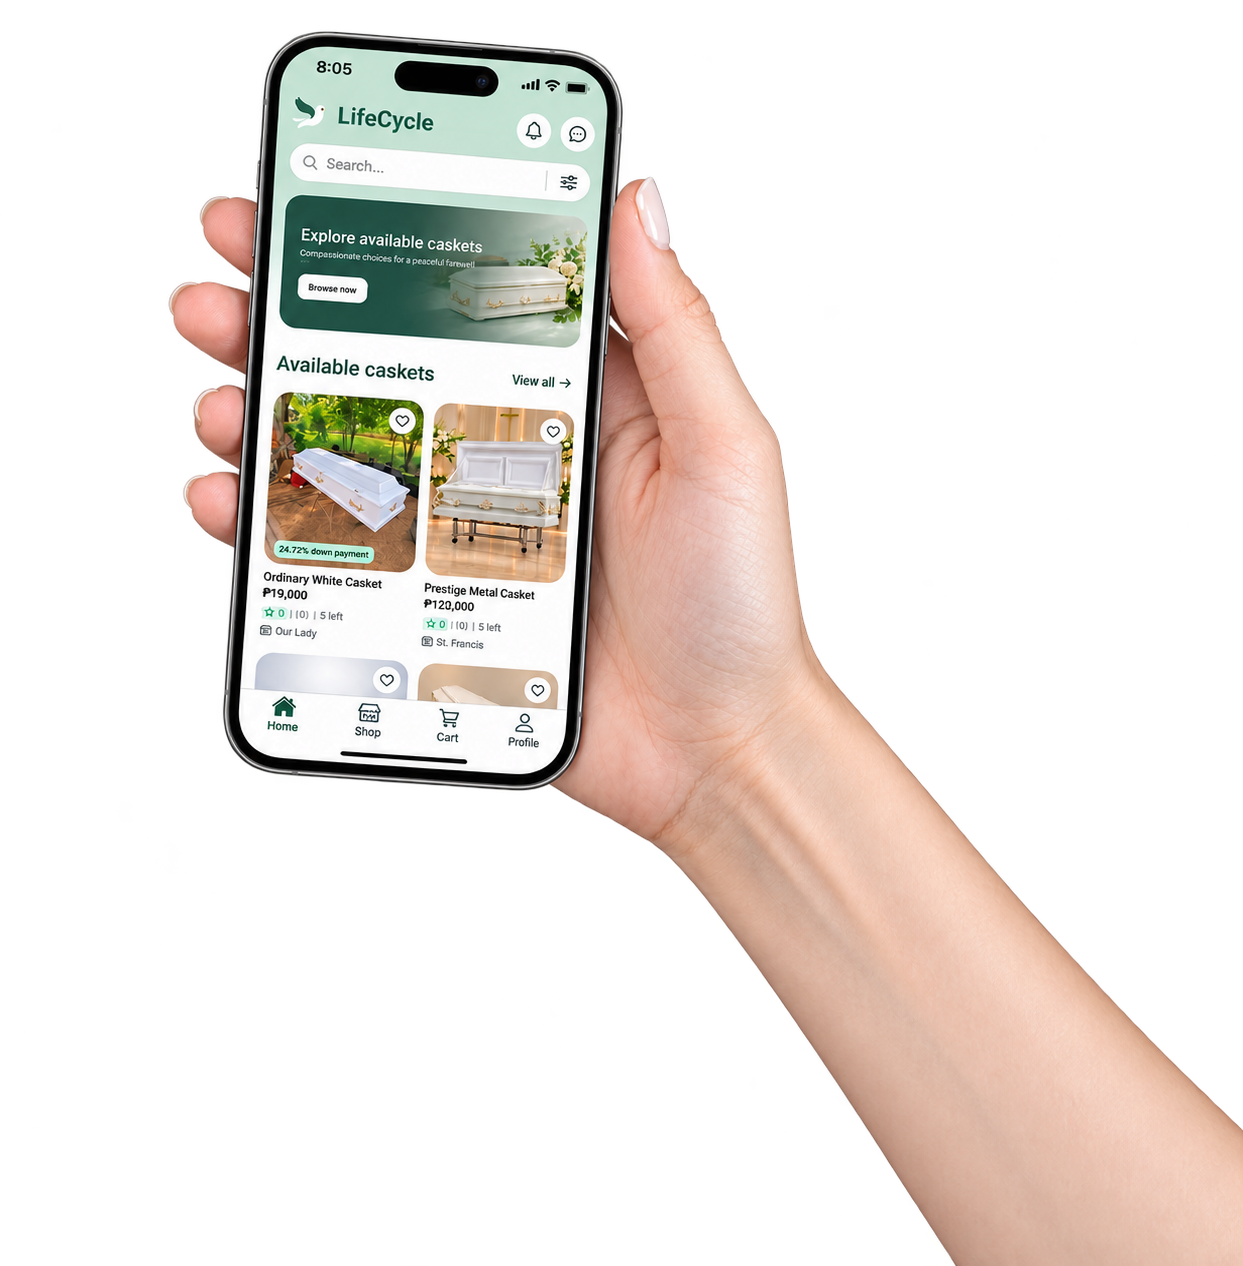 8:05
LifeCycle
Search...
Explore available caskets
Compassionate choices for a peaceful farewell
...
Browse now
Available caskets
View all →
24.72% down payment
Ordinary White Casket
₱19,000
0 | (0) | 5 left
Our Lady
Prestige Metal Casket
₱120,000
0 | (0) | 5 left
St. Francis
Home
Shop
Cart
Profile